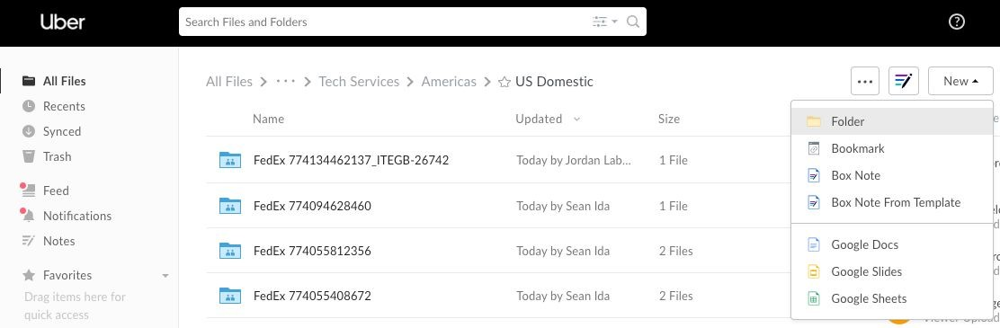 Uber
Search Files and Folders
All Files
Recents
Synced
Trash
Feed
Notifications
Notes
Favorites
Drag items here for
quick access
All Files > ··· > Tech Services > Americas > US Domestic
New
Name Updated Size
FedEx 774134462137_ITEGB-26742 Today by Jordan Lab... 1 File
FedEx 774094628460 Today by Sean Ida 1 File
FedEx 774055812356 Today by Sean Ida 2 Files
FedEx 774055408672 Today by Sean Ida 2 Files
Folder
Bookmark
Box Note
Box Note From Template
Google Docs
Google Slides
Google Sheets